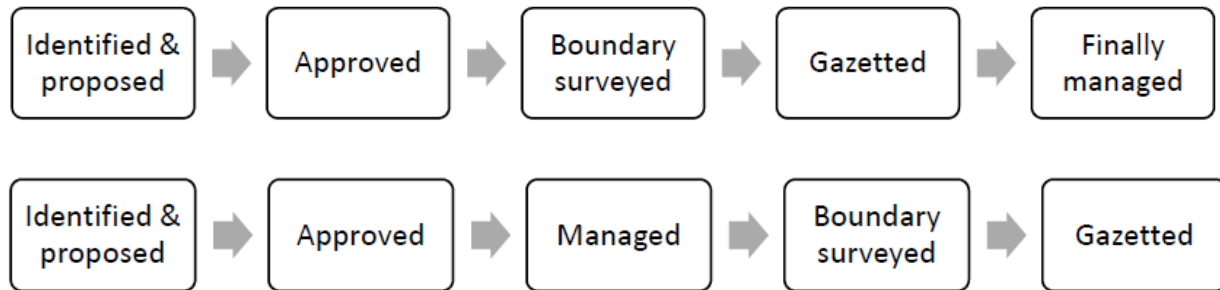 Identified &
proposed
Approved
Boundary
surveyed
Gazetted
Finally
managed
Identified &
proposed
Approved
Managed
Boundary
surveyed
Gazetted